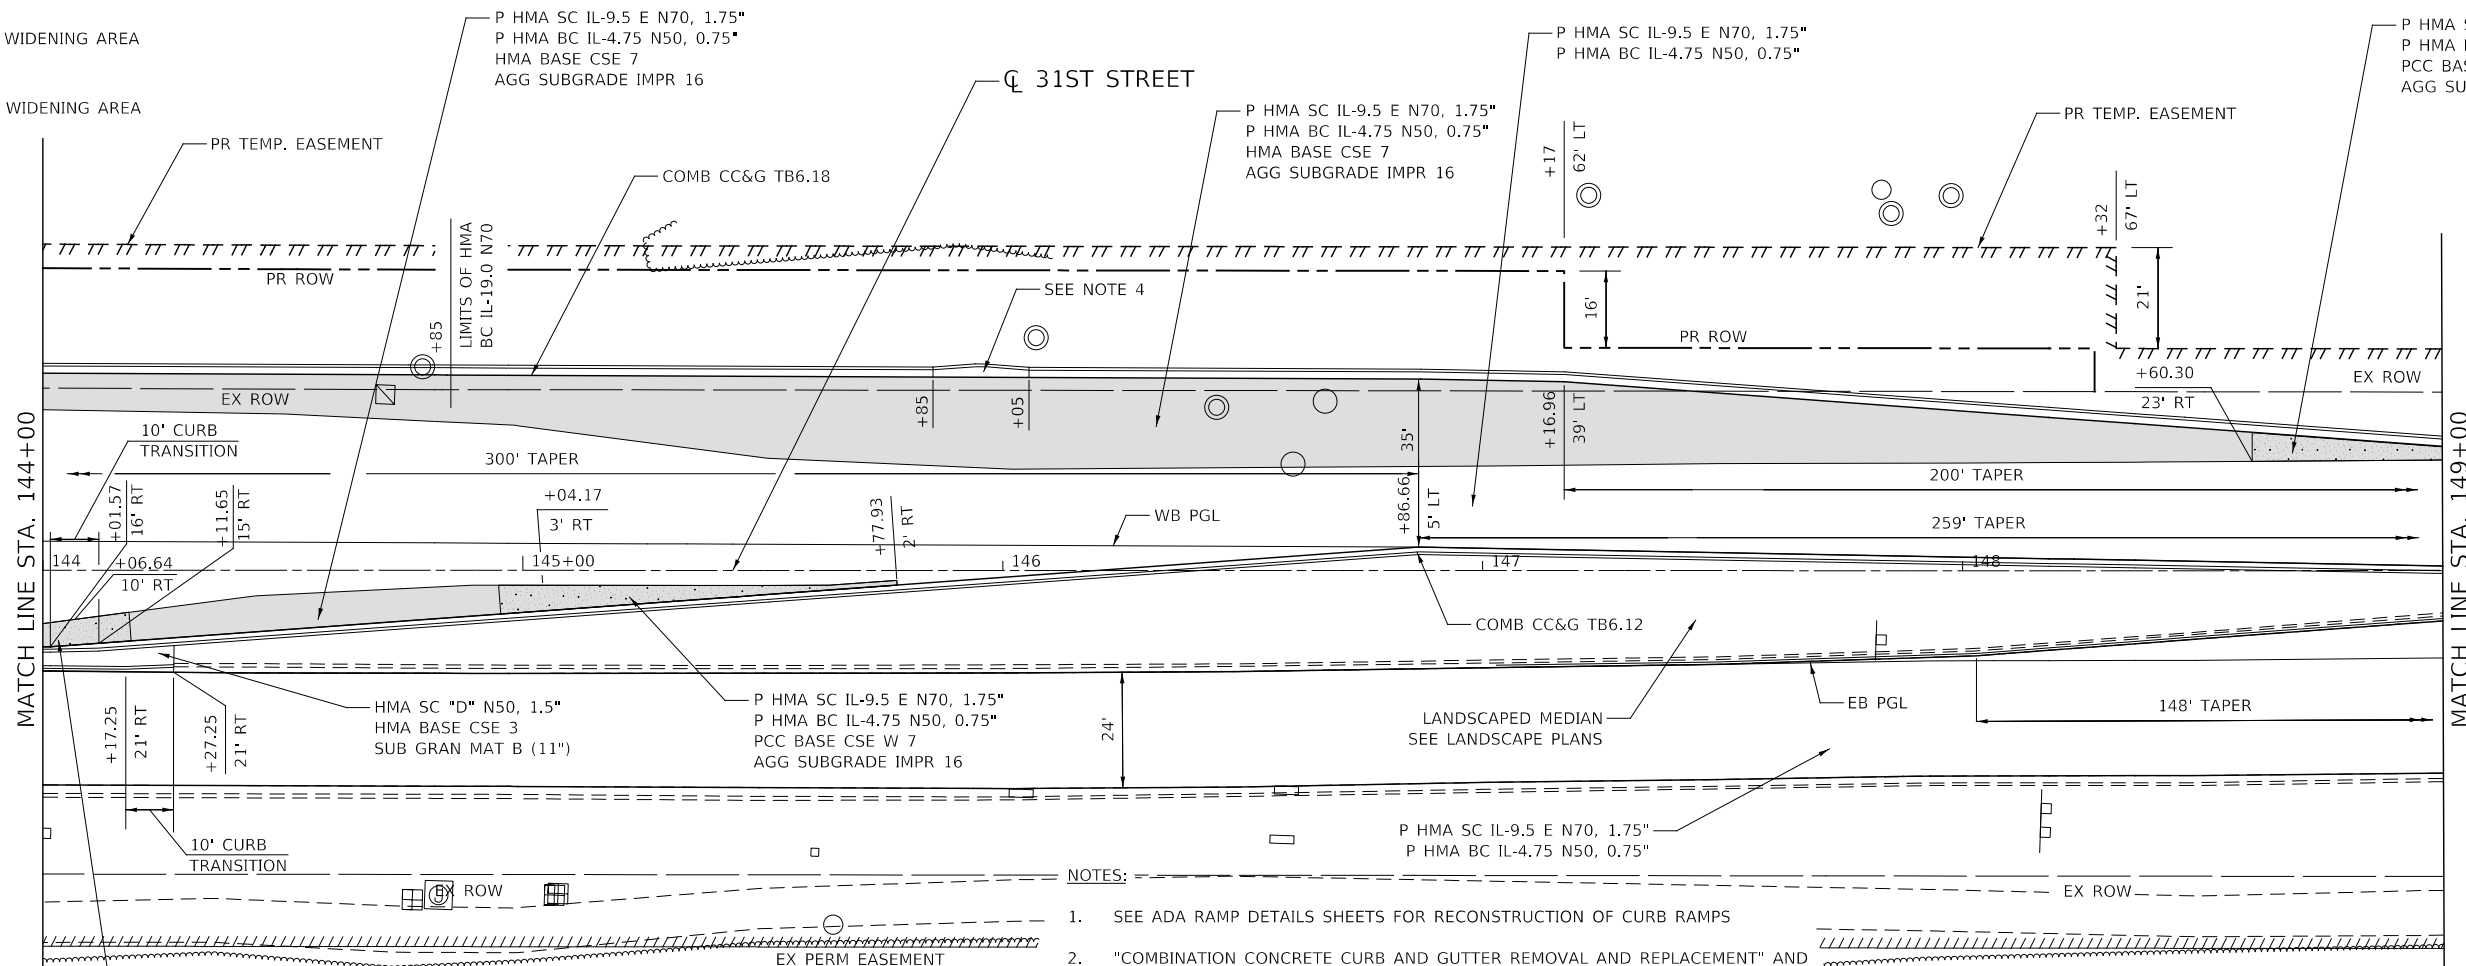 WIDENING AREA
WIDENING AREA
P HMA SC IL-9.5 E N70, 1.75"
P HMA BC IL-4.75 N50, 0.75"
HMA BASE CSE 7
AGG SUBGRADE IMPR 16
℄ 31ST STREET
P HMA SC IL-9.5 E N70, 1.75"
P HMA BC IL-4.75 N50, 0.75"
HMA BASE CSE 7
AGG SUBGRADE IMPR 16
P HMA SC IL-9.5 E N70, 1.75"
P HMA BC IL-4.75 N50, 0.75"
P HMA
PCC
AGG
PR TEMP. EASEMENT
PR TEMP. EASEMENT
COMB CC&G TB6.18
+17
62' LT
+32
67' LT
PR ROW
+85
LIMITS OF HMA
BC IL-19.0 N70
SEE NOTE 4
16'
PR ROW
21'
+60.30
23' RT
EX ROW
EX ROW
+85
+05
35'
+16.96
39' LT
MATCH LINE STA. 144+00
10' CURB
TRANSITION
300' TAPER
200' TAPER
MATCH LINE STA. 149+00
+01.57
16' RT
+11.65
15' RT
+04.17
3' RT
+77.93
2' RT
WB PGL
+86.66
5' LT
259' TAPER
144
+06.64
10' RT
145+00
146
147
148
COMB CC&G TB6.12
+17.25
21' RT
+27.25
21' RT
HMA SC "D" N50, 1.5"
HMA BASE CSE 3
SUB GRAN MAT B (11")
P HMA SC IL-9.5 E N70, 1.75"
P HMA BC IL-4.75 N50, 0.75"
PCC BASE CSE W 7
AGG SUBGRADE IMPR 16
24'
LANDSCAPED MEDIAN
SEE LANDSCAPE PLANS
EB PGL
148' TAPER
10' CURB
TRANSITION
P HMA SC IL-9.5 E N70, 1.75"
P HMA BC IL-4.75 N50, 0.75"
J
EX ROW
NOTES:
EX ROW
1. SEE ADA RAMP DETAILS SHEETS FOR RECONSTRUCTION OF CURB RAMPS
EX PERM EASEMENT
2. "COMBINATION CONCRETE CURB AND GUTTER REMOVAL AND REPLACEMENT" AND